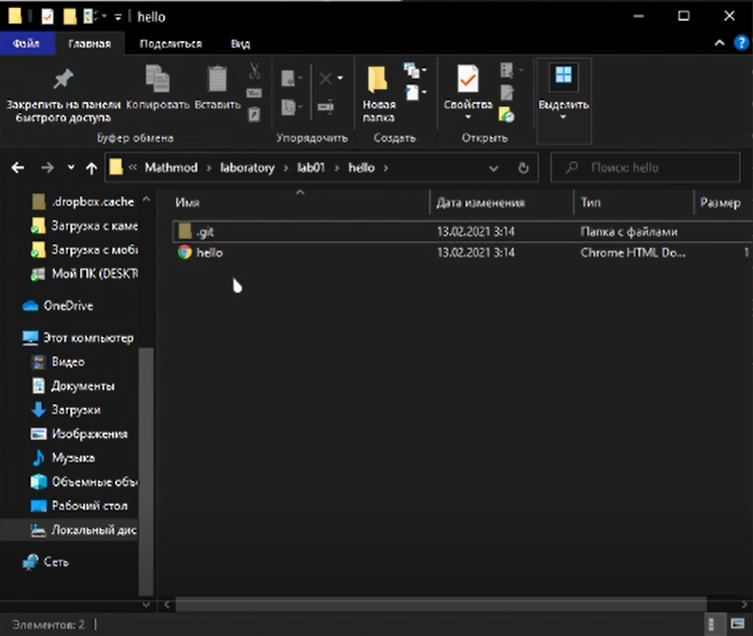 hello
Файл Главная Поделиться Вид
Закрепить на панели быстрого доступа
Копировать
Вставить
Буфер обмена
Упорядочить
Новая папка
Создать
Свойства
Открыть
Выделить
« Mathmod › laboratory › lab01 › hello ›
Поиск: hello
Имя Дата изменения Тип Размер
.git 13.02.2021 3:14 Папка с файлами
hello 13.02.2021 3:14 Chrome HTML Do... 1
.dropbox.cache
Загрузка с каме
Загрузка с моби
Мой ПК (DESKT
OneDrive
Этот компьютер
Видео
Документы
Загрузки
Изображения
Музыка
Объемные объ
Рабочий стол
Локальный дис
Сеть
Элементов: 2